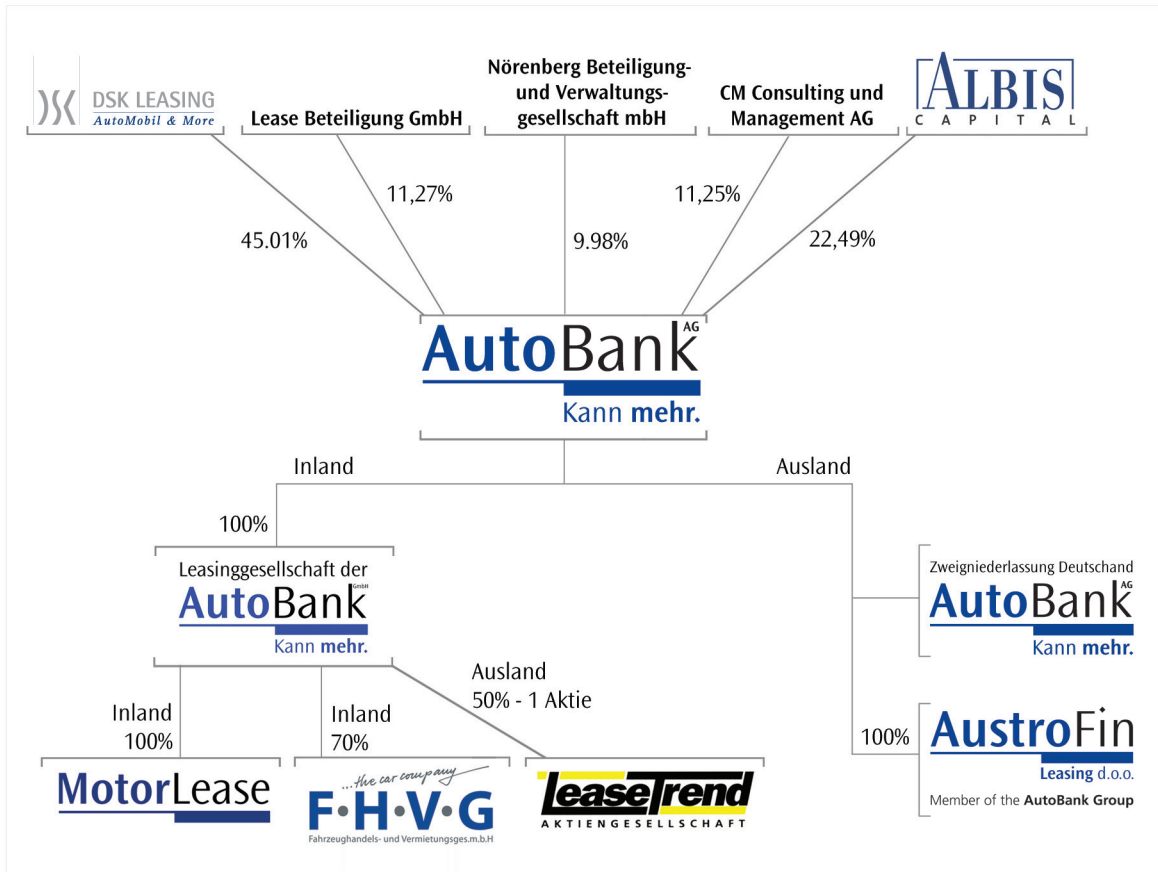 DSK LEASING
AutoMobil & More
Lease Beteiligung GmbH
Nörenberg Beteiligung-
und Verwaltungs-
gesellschaft mbH
CM Consulting und
Management AG
ALBIS
CAPITAL
45.01%
11,27%
9.98%
11,25%
22,49%
AutoBank AG
Kann mehr.
Inland
Ausland
100%
Leasinggesellschaft der
AutoBank GmbH
Kann mehr.
Zweigniederlassung Deutschand
AutoBank AG
Kann mehr.
Inland
100%
Inland
70%
Ausland
50% - 1 Aktie
100%
AustroFin
Leasing d.o.o.
Member of the AutoBank Group
MotorLease
...the car company
F·H·V·G
Fahrzeughandels- und Vermietungsges.m.b.H
LeaseTrend
AKTIENGESELLSCHAFT